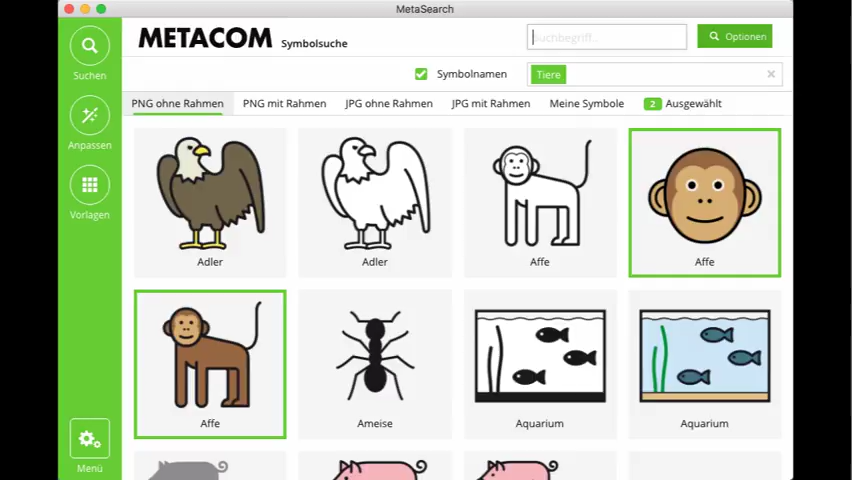 MetaSearch
METACOM Symbolsuche
Suchbegriff...
Optionen
Symbolnamen
Tiere
PNG ohne Rahmen
PNG mit Rahmen
JPG ohne Rahmen
JPG mit Rahmen
Meine Symbole
2 Ausgewählt
Suchen
Anpassen
Vorlagen
Menü
Adler
Adler
Affe
Affe
Affe
Ameise
Aquarium
Aquarium